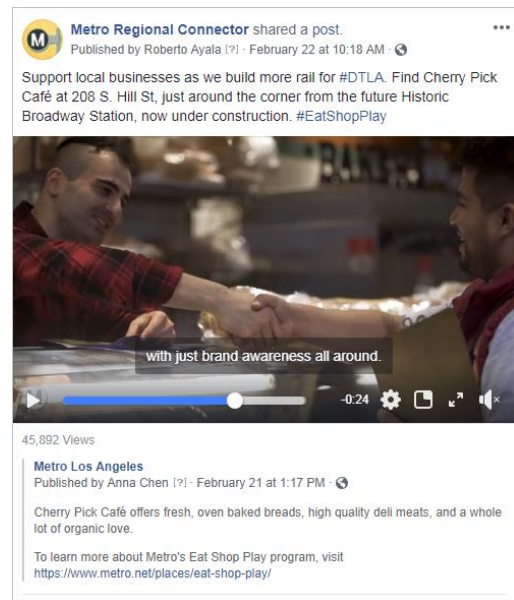 Metro Regional Connector shared a post.
Published by Roberto Ayala [?] · February 22 at 10:18 AM ·
Support local businesses as we build more rail for #DTLA. Find Cherry Pick
Café at 208 S. Hill St, just around the corner from the future Historic
Broadway Station, now under construction. #EatShopPlay
with just brand awareness all around.
-0:24
45,892 Views
Metro Los Angeles
Published by Anna Chen [?] · February 21 at 1:17 PM ·
Cherry Pick Café offers fresh, oven baked breads, high quality deli meats, and a whole
lot of organic love.
To learn more about Metro's Eat Shop Play program, visit
https://www.metro.net/places/eat-shop-play/